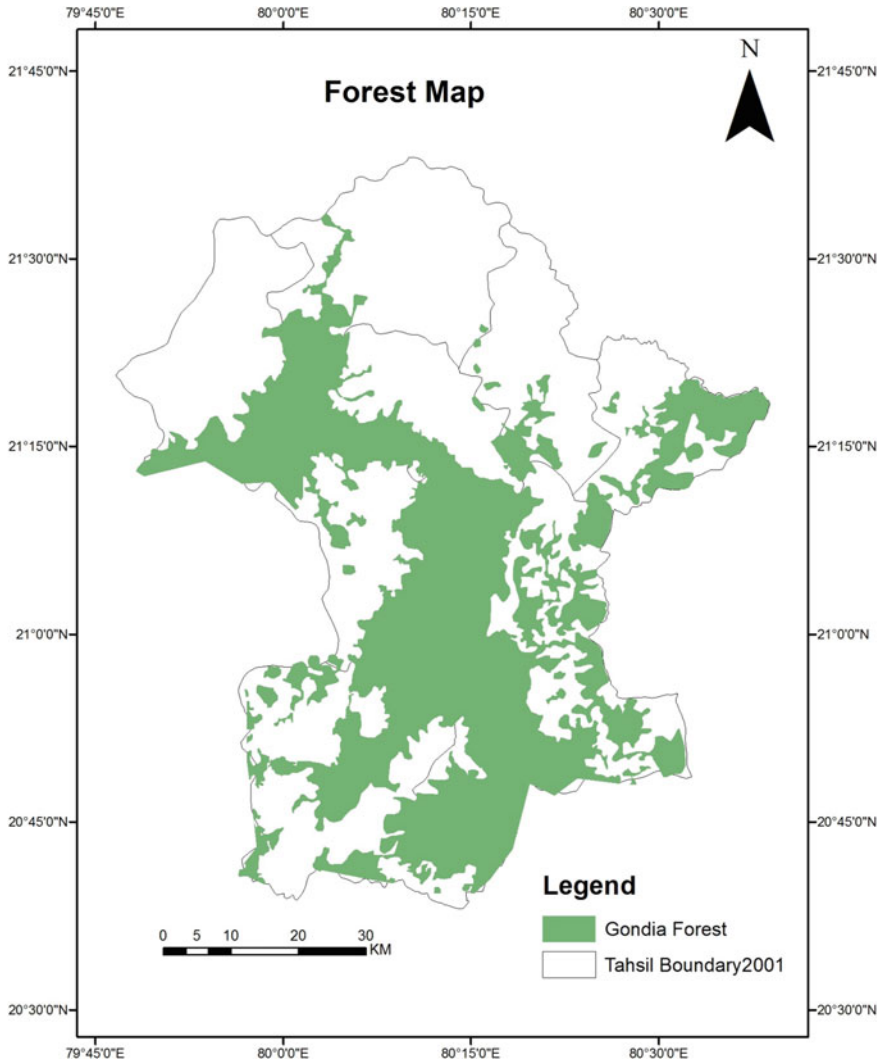 79°45'0"E 80°0'0"E 80°15'0"E 80°30'0"E
N
21°45'0"N 21°45'0"N
Forest Map
21°30'0"N 21°30'0"N
21°15'0"N 21°15'0"N
21°0'0"N 21°0'0"N
20°45'0"N 20°45'0"N
Legend
Gondia Forest
Tahsil Boundary2001
0 5 10 20 30
KM
20°30'0"N 20°30'0"N
79°45'0"E 80°0'0"E 80°15'0"E 80°30'0"E